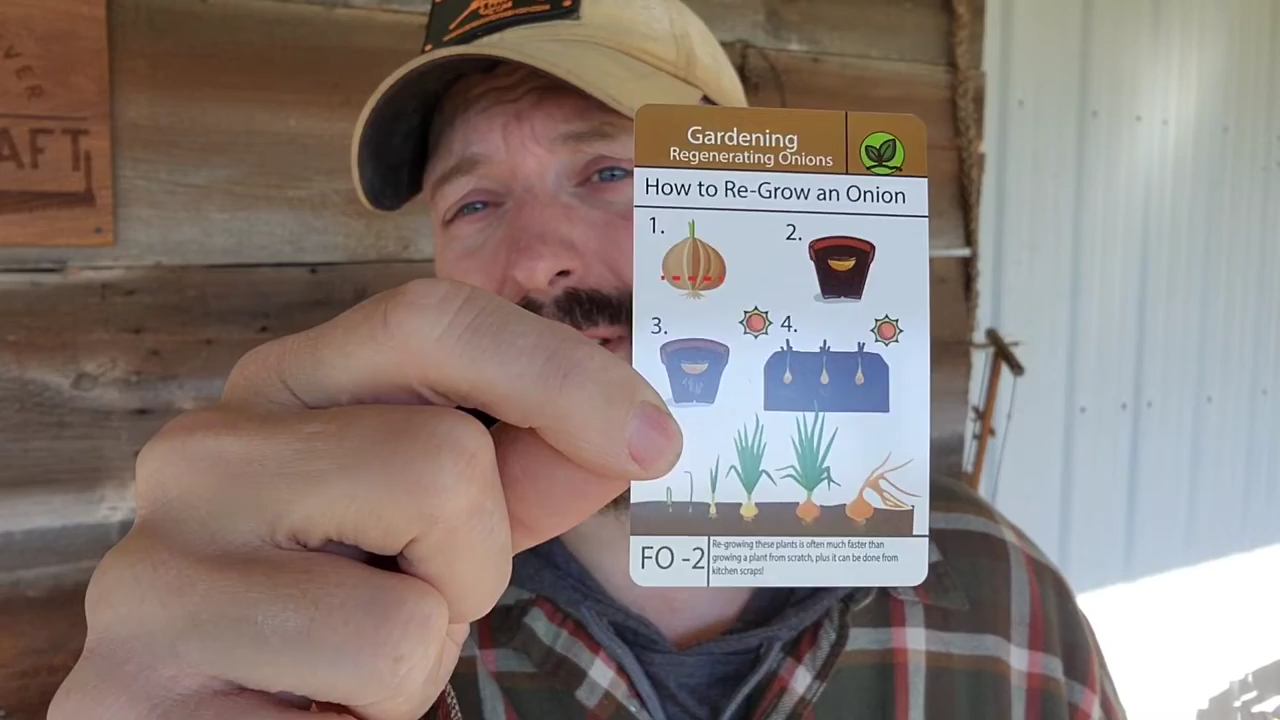 AFT
Gardening
Regenerating Onions
How to Re-Grow an Onion
1.
2.
3.
4.
FO -2
Re-growing these plants is often much faster than
growing a plant from scratch, plus it can be done from
kitchen scraps!